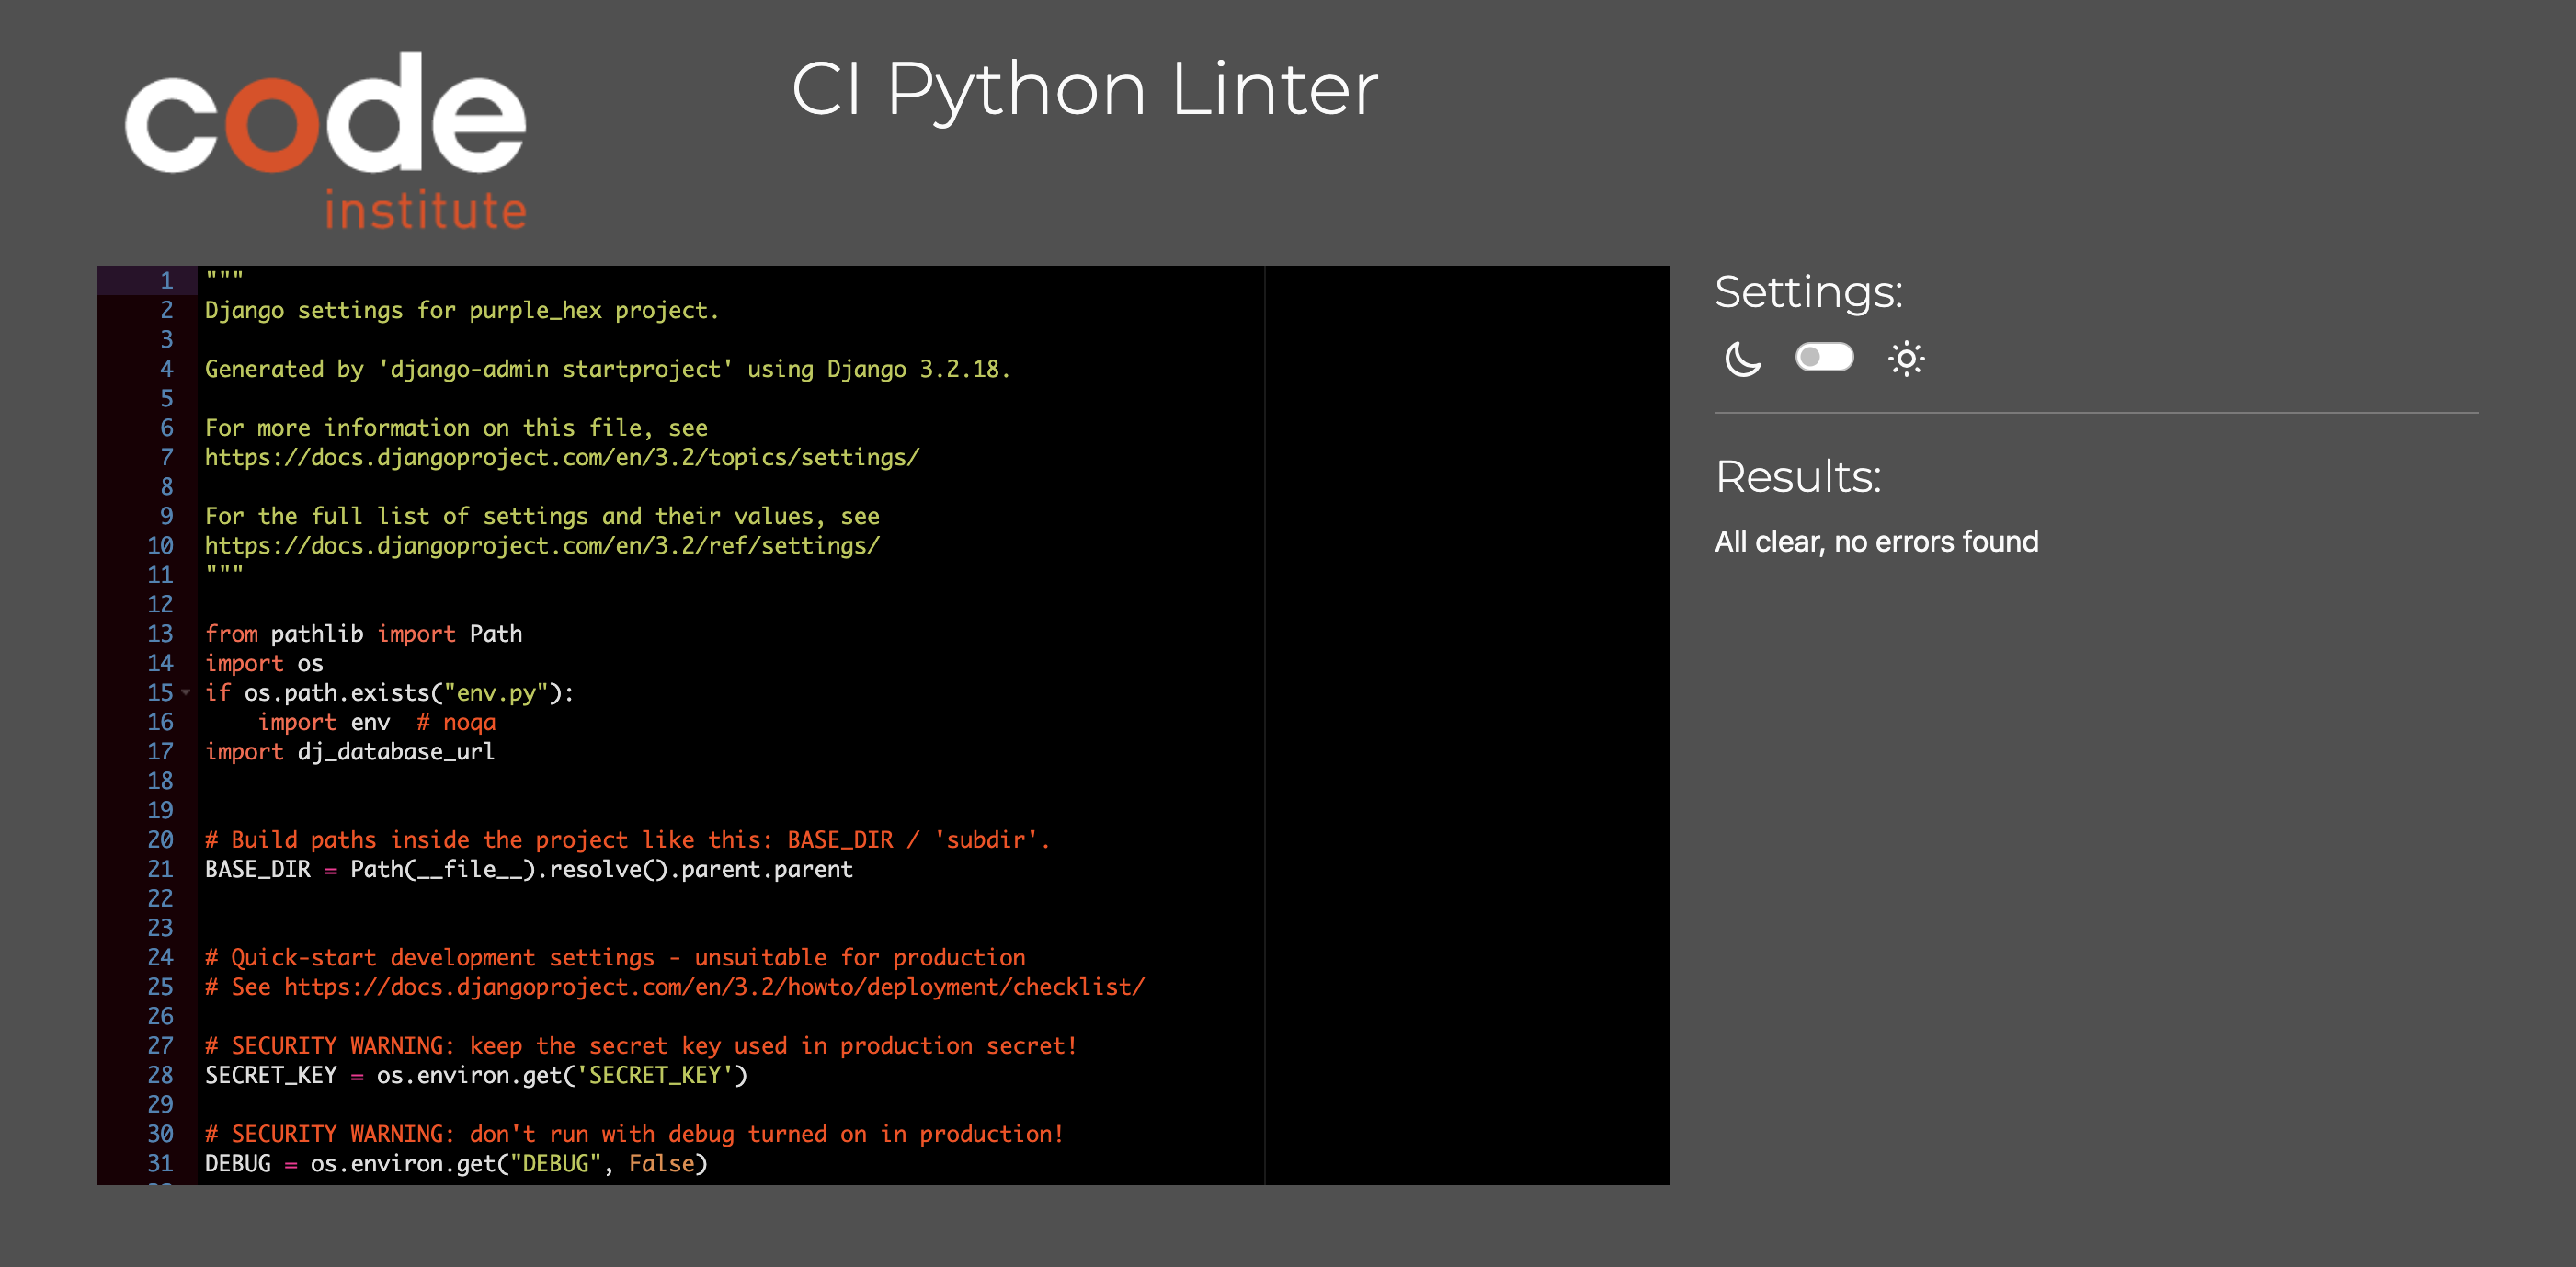 code
institute
CI Python Linter
1 """
2 Django settings for purple_hex project.
3
4 Generated by 'django-admin startproject' using Django 3.2.18.
5
6 For more information on this file, see
7 https://docs.djangoproject.com/en/3.2/topics/settings/
8
9 For the full list of settings and their values, see
10 https://docs.djangoproject.com/en/3.2/ref/settings/
11 """
12
13 from pathlib import Path
14 import os
15 if os.path.exists("env.py"):
16     import env  # noqa
17 import dj_database_url
18
19
20 # Build paths inside the project like this: BASE_DIR / 'subdir'.
21 BASE_DIR = Path(__file__).resolve().parent.parent
22
23
24 # Quick-start development settings - unsuitable for production
25 # See https://docs.djangoproject.com/en/3.2/howto/deployment/checklist/
26
27 # SECURITY WARNING: keep the secret key used in production secret!
28 SECRET_KEY = os.environ.get('SECRET_KEY')
29
30 # SECURITY WARNING: don't run with debug turned on in production!
31 DEBUG = os.environ.get("DEBUG", False)
Settings:
Results:
All clear, no errors found